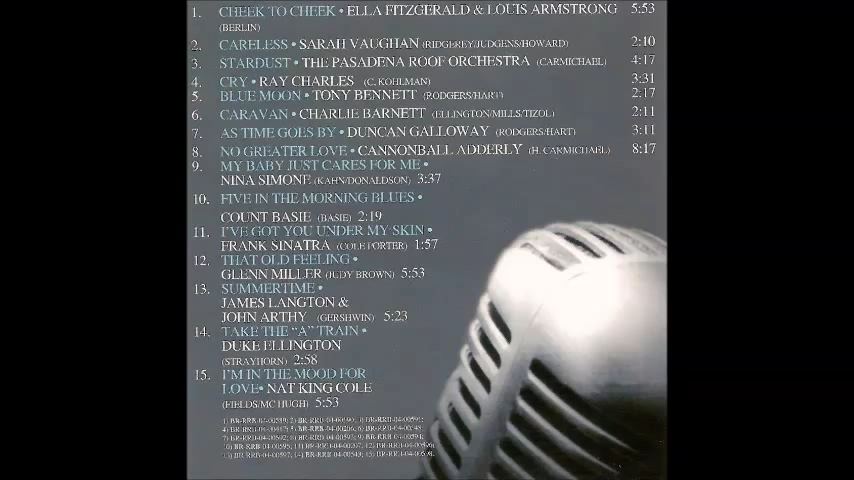 1. CHEEK TO CHEEK • ELLA FITZGERALD & LOUIS ARMSTRONG 5:53
(BERLIN)
2. CARELESS • SARAH VAUGHAN (RIDGEREY/JUDGENS/HOWARD) 2:10
3. STARDUST • THE PASADENA ROOF ORCHESTRA (CARMICHAEL) 4:17
4. CRY • RAY CHARLES (C. KOHLMAN) 3:31
5. BLUE MOON • TONY BENNETT (RODGERS/HART) 2:17
6. CARAVAN • CHARLIE BARNETT (ELLINGTON/MILLS/TIZOL) 2:11
7. AS TIME GOES BY • DUNCAN GALLOWAY (RODGERS/HART) 3:11
8. NO GREATER LOVE • CANNONBALL ADDERLY (H. CARMICHAEL) 8:17
9. MY BABY JUST CARES FOR ME •
NINA SIMONE (KAHN/DONALDSON) 3:37
10. FIVE IN THE MORNING BLUES •
COUNT BASIE (BASIE) 2:19
11. I'VE GOT YOU UNDER MY SKIN •
FRANK SINATRA (COLE PORTER) 1:57
12. THAT OLD FEELING •
GLENN MILLER (JUDY BROWN) 5:53
13. SUMMERTIME •
JAMES LANGTON &
JOHN ARTHY (GERSHWIN) 5:23
14. TAKE THE "A" TRAIN •
DUKE ELLINGTON
(STRAYHORN) 2:58
15. I'M IN THE MOOD FOR
LOVE• NAT KING COLE
(FIELDS/MC HUGH) 5:53